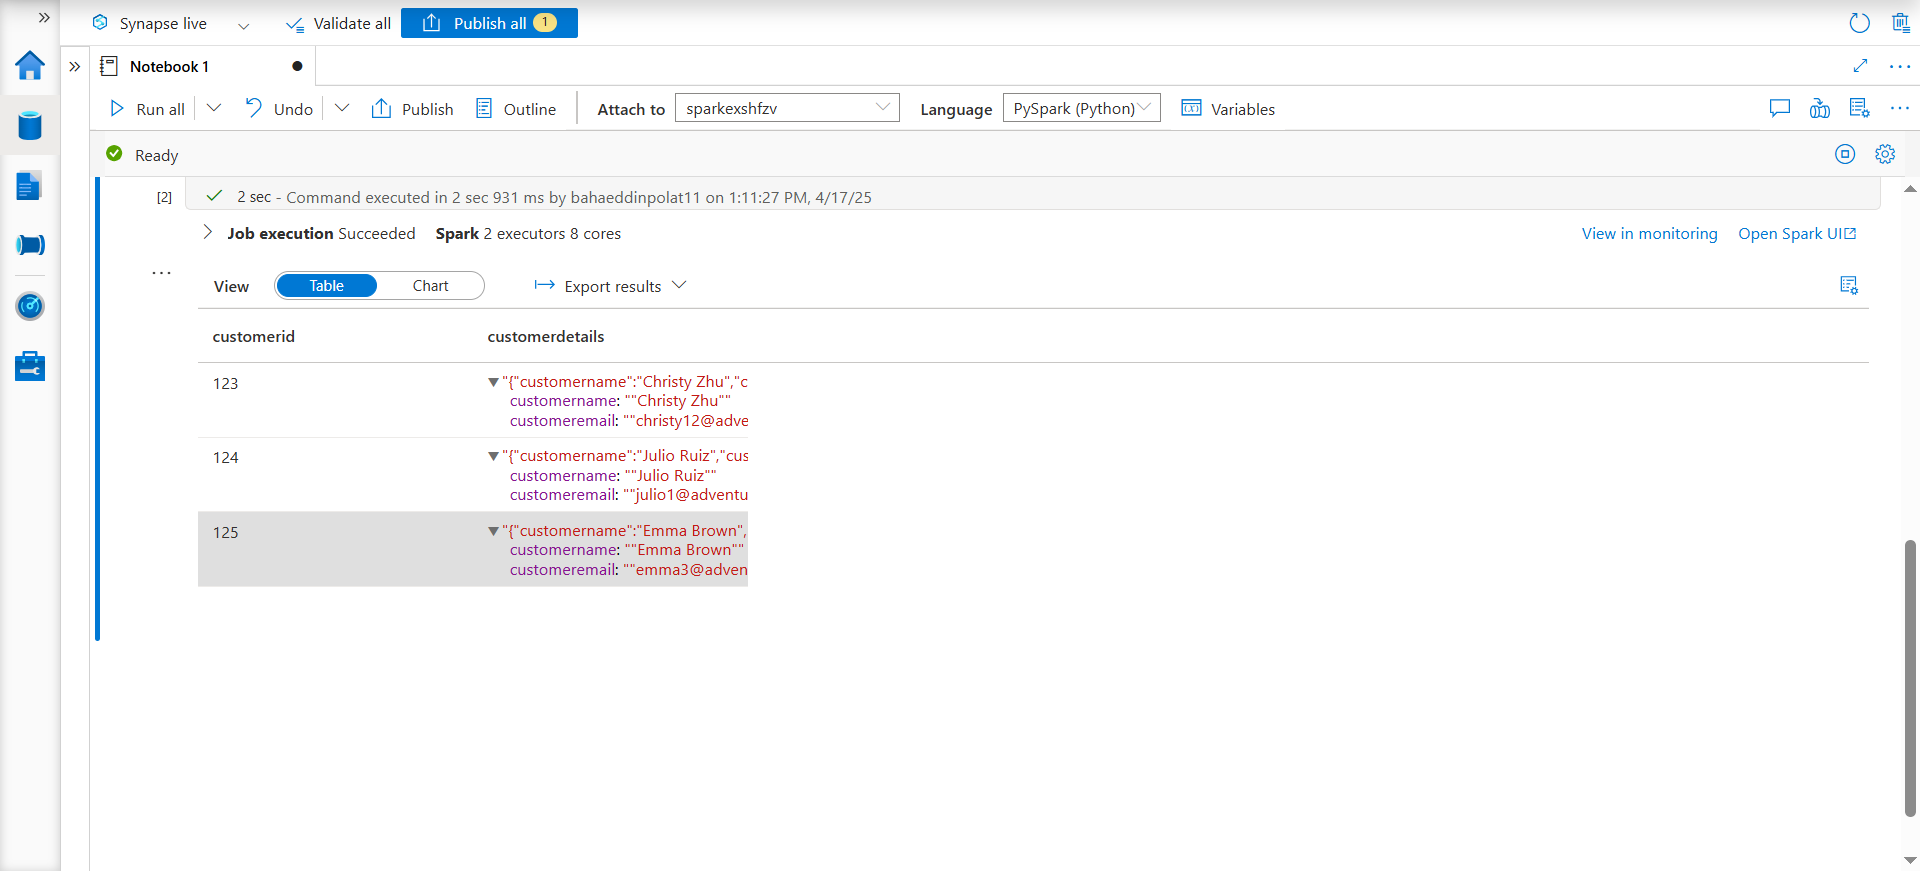 Synapse live
Validate all
Publish all 1
Notebook 1
Run all
Undo
Publish
Outline
Attach to
sparkexshfzv
Language
PySpark (Python)
Variables
Ready
[2]
2 sec - Command executed in 2 sec 931 ms by bahaeddinpolat11 on 1:11:27 PM, 4/17/25
Job execution Succeeded Spark 2 executors 8 cores
View in monitoring
Open Spark UI
View
Table
Chart
Export results
customerid
customerdetails
123
"{"customername":"Christy Zhu","c
customername: ""Christy Zhu""
customeremail: ""christy12@adve
124
"{"customername":"Julio Ruiz","cus
customername: ""Julio Ruiz""
customeremail: ""julio1@adventu
125
"{"customername":"Emma Brown",
customername: ""Emma Brown""
customeremail: ""emma3@adven